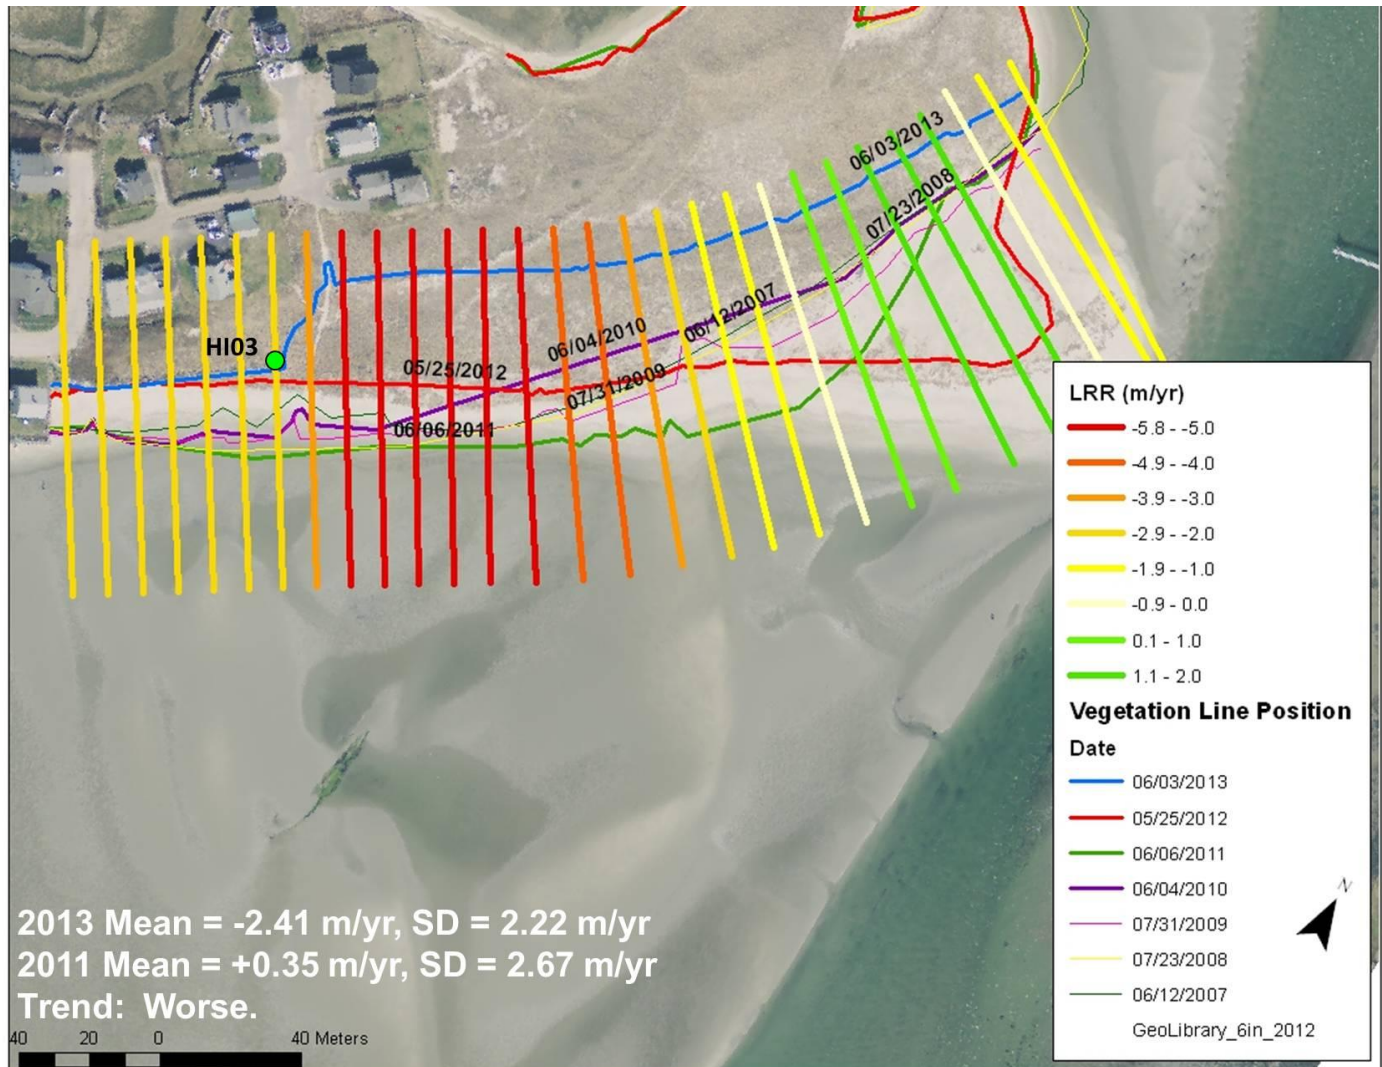 06/03/2013
07/23/2008
06/12/2007
06/04/2010
HI03
05/25/2012
07/31/2009
06/06/2011
LRR (m/yr)
-5.8 - -5.0
-4.9 - -4.0
-3.9 - -3.0
-2.9 - -2.0
-1.9 - -1.0
-0.9 - 0.0
0.1 - 1.0
1.1 - 2.0
Vegetation Line Position
Date
06/03/2013
05/25/2012
06/06/2011
06/04/2010
07/31/2009
07/23/2008
06/12/2007
GeoLibrary_6in_2012
N
2013 Mean = -2.41 m/yr, SD = 2.22 m/yr
2011 Mean = +0.35 m/yr, SD = 2.67 m/yr
Trend: Worse.
40 20 0 40 Meters